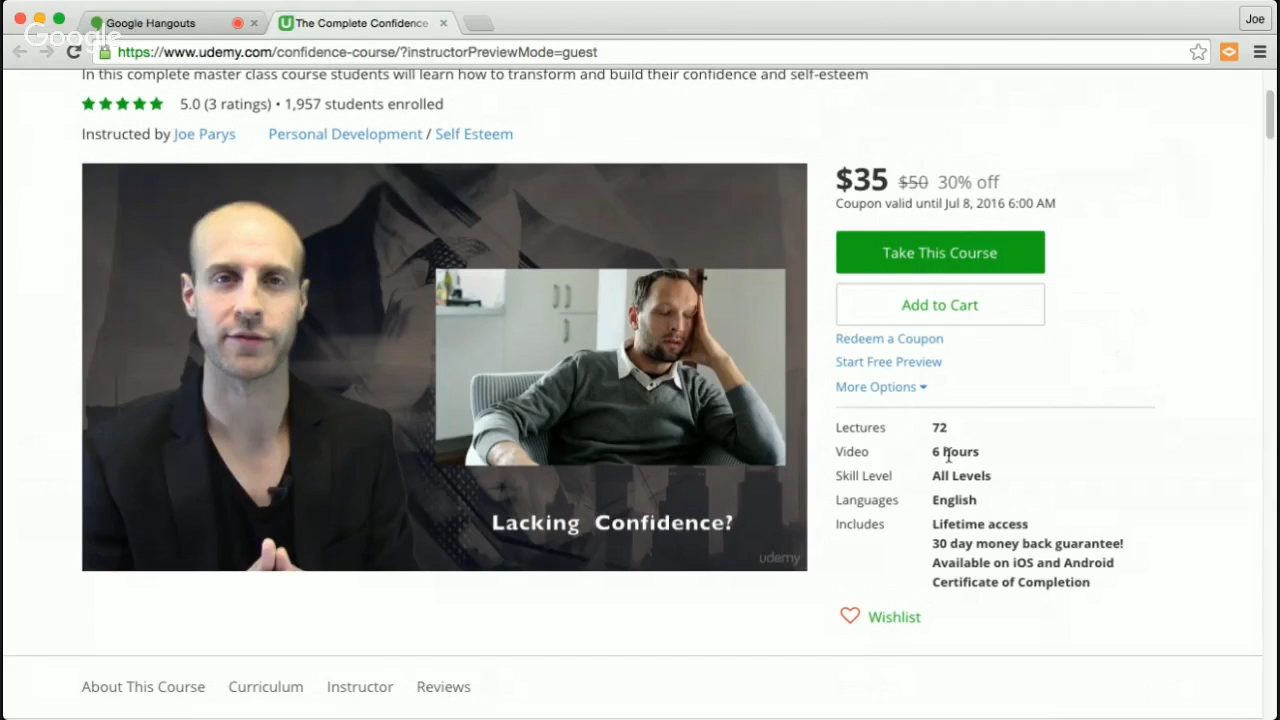 Google Hangouts
The Complete Confidence
Joe
Google
https://www.udemy.com/confidence-course/?instructorPreviewMode=guest
In this complete master class course students will learn how to transform and build their confidence and self-esteem
5.0 (3 ratings) • 1,957 students enrolled
Instructed by Joe Parys Personal Development / Self Esteem
Lacking Confidence?
udemy
$35 $50 30% off
Coupon valid until Jul 8, 2016 6:00 AM
Take This Course
Add to Cart
Redeem a Coupon
Start Free Preview
More Options
Lectures 72
Video 6 hours
Skill Level All Levels
Languages English
Includes Lifetime access
30 day money back guarantee!
Available on iOS and Android
Certificate of Completion
Wishlist
About This Course Curriculum Instructor Reviews